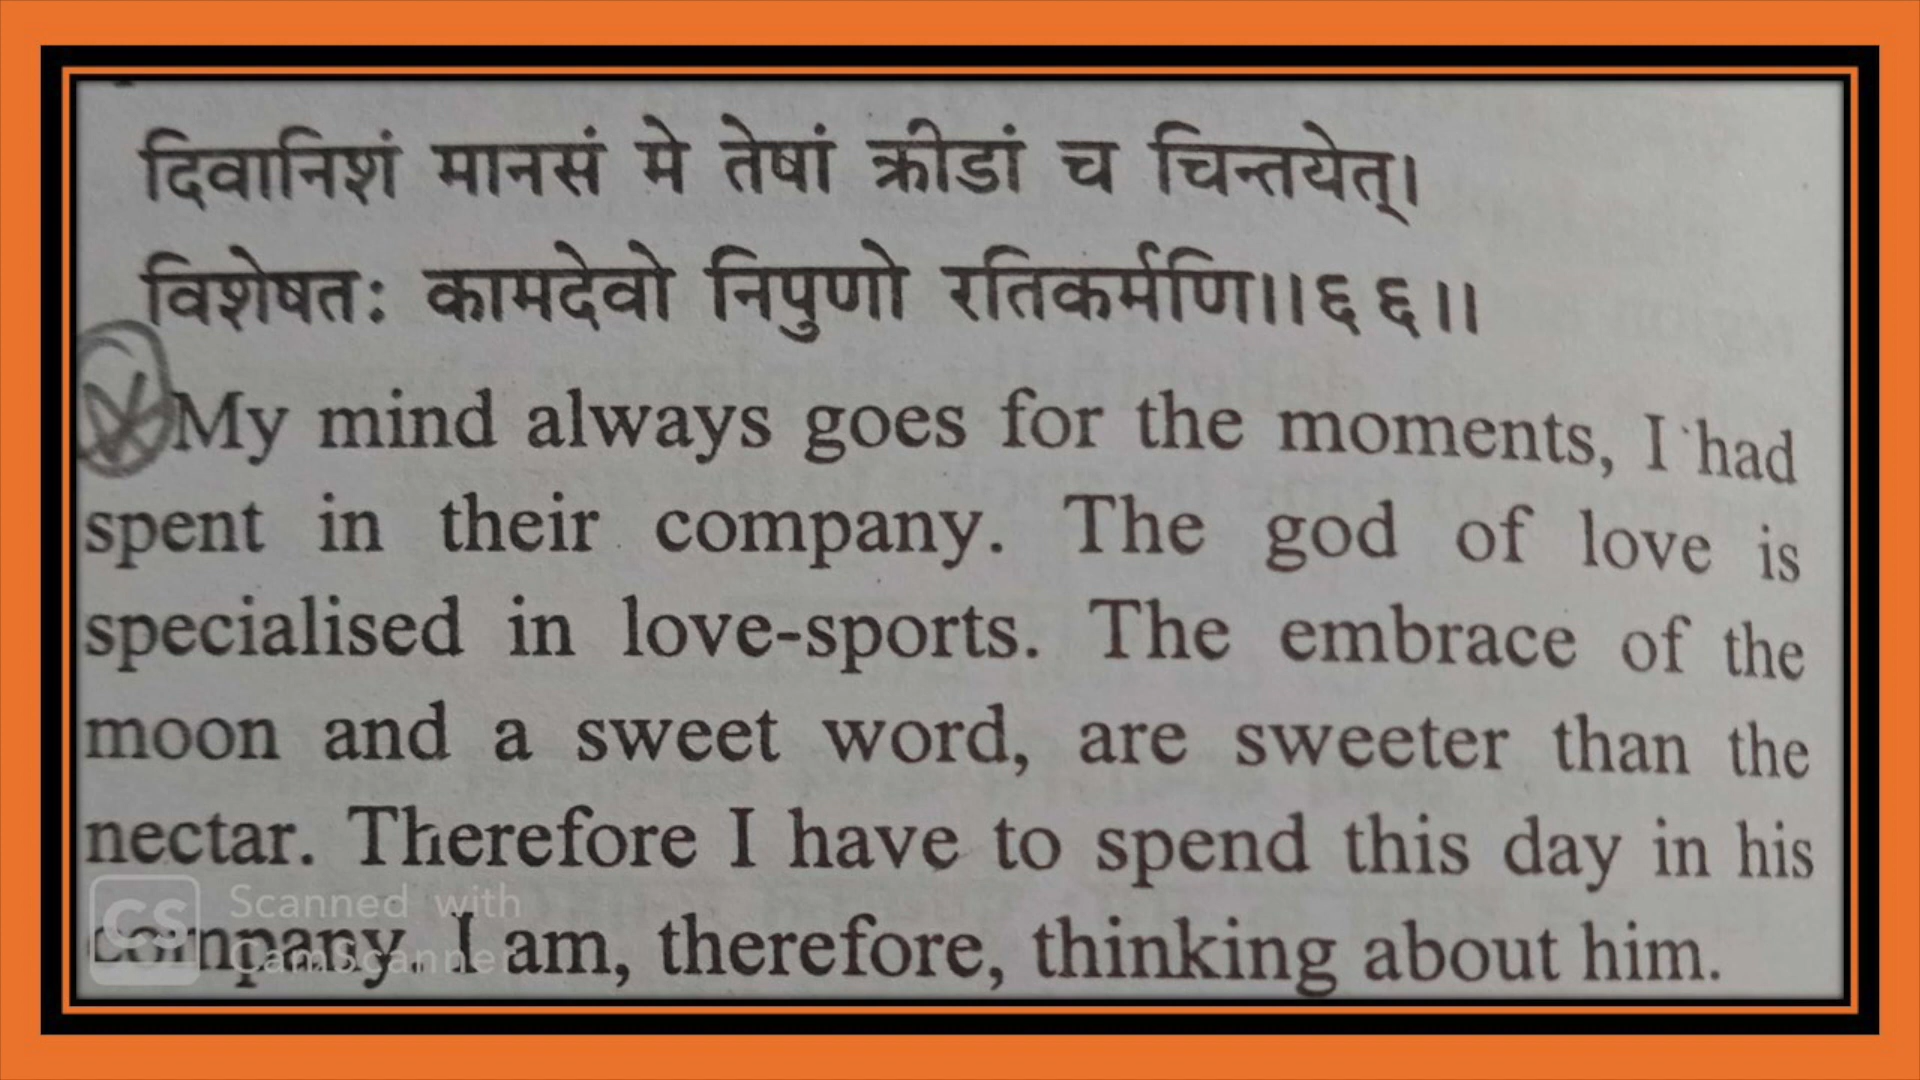 दिवानिशं मानसं मे तेषां क्रीडां च चिन्तयेत्।
विशेषतः कामदेवो निपुणो रतिकर्मणि।।६६।।
My mind always goes for the moments, I had
spent in their company. The god of love is
specialised in love-sports. The embrace of the
moon and a sweet word, are sweeter than the
nectar. Therefore I have to spend this day in his
company. I am, therefore, thinking about him.
CS
Scanned with
CamScanner